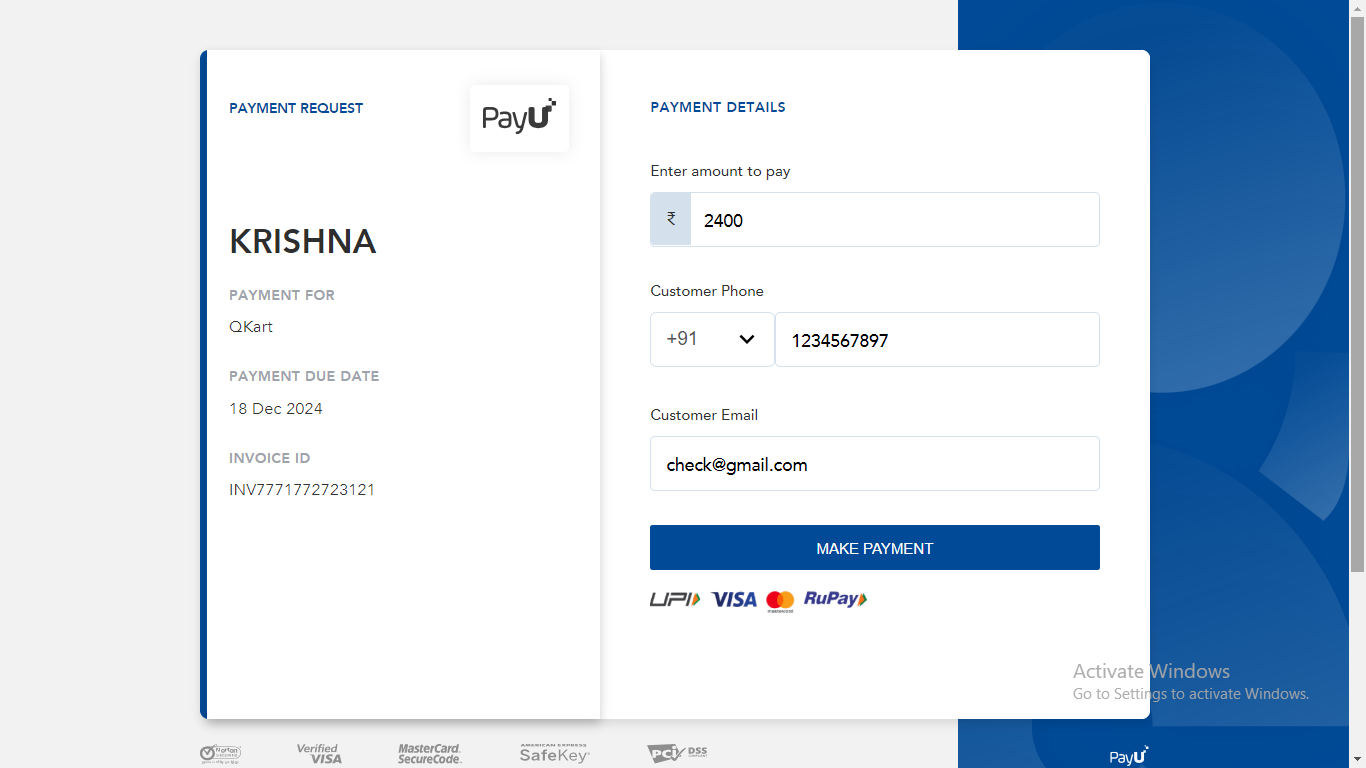 PAYMENT REQUEST
PayU
KRISHNA
PAYMENT FOR
QKart
PAYMENT DUE DATE
18 Dec 2024
INVOICE ID
INV7771772723121
PAYMENT DETAILS
Enter amount to pay
₹ 2400
Customer Phone
+91 1234567897
Customer Email
check@gmail.com
MAKE PAYMENT
UPI VISA mastercard RuPay
Activate Windows
Go to Settings to activate Windows.
Norton
Verified VISA
MasterCard. SecureCode.
AMERICAN EXPRESS SafeKey
PCI DSS
PayU